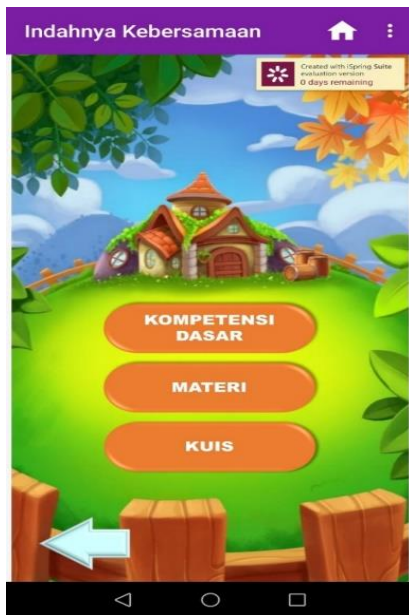 Indahnya Kebersamaan
Created with iSpring Suite
evaluation version
0 days remaining
KOMPETENSI
DASAR
MATERI
KUIS